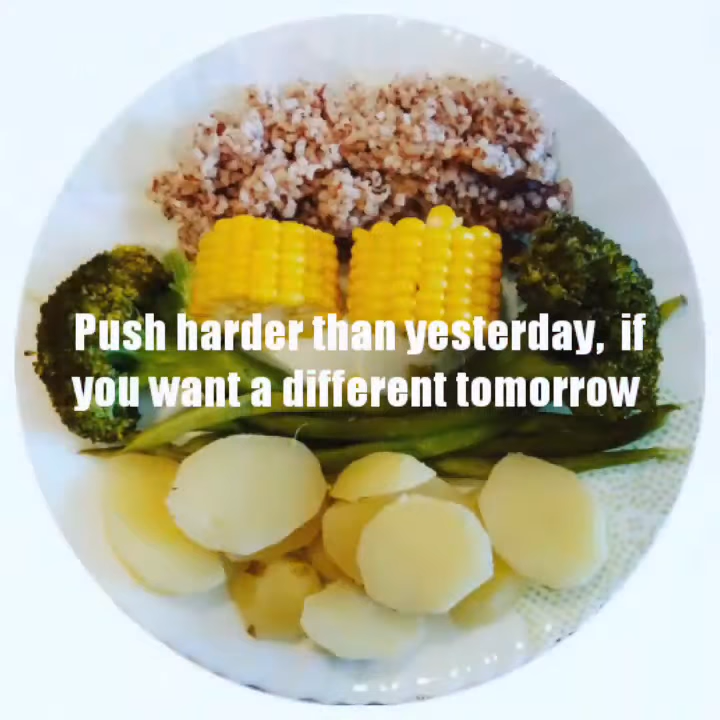 Push harder than yesterday, if
you want a different tomorrow